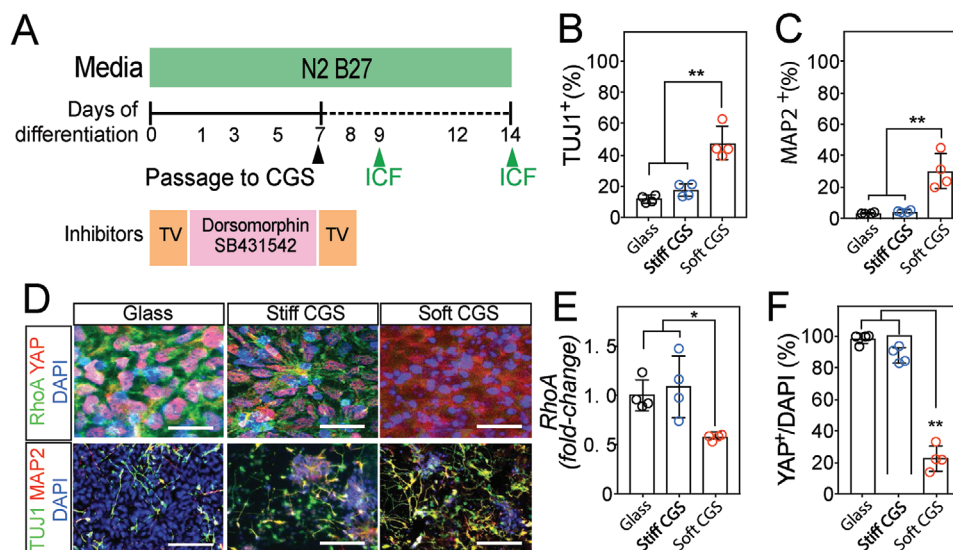 A
Media
N2 B27
Days of
differentiation
0 1 3 5 7 8 9 12 14
Passage to CGS
ICF
ICF
Inhibitors
TV
Dorsomorphin
SB431542
TV
B
TUJ1+(%)
100
80
60
40
20
0
**
Glass
Stiff CGS
Soft CGS
C
MAP2 +(%)
100
80
60
40
20
0
**
Glass
Stiff CGS
Soft CGS
D
Glass
Stiff CGS
Soft CGS
RhoA YAP
DAPI
TUJ1 MAP2
DAPI
E
RhoA
(fold-change)
1. 5
1. 0
0. 5
0
*
Glass
Stiff CGS
Soft CGS
F
YAP+/DAPI (%)
100
80
60
40
20
0
**
Glass
Stiff CGS
Soft CGS